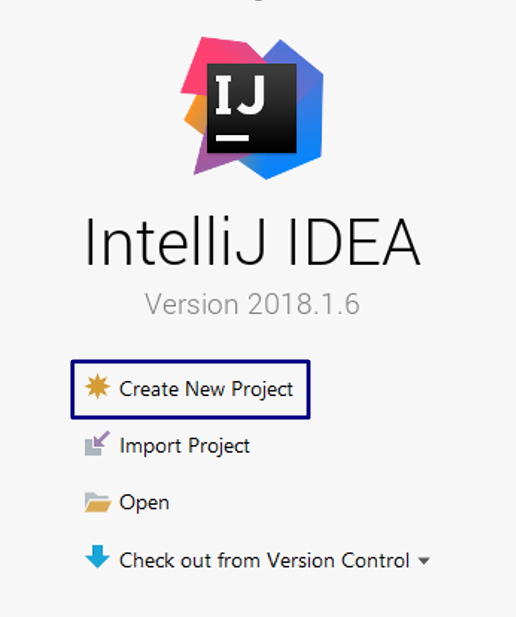 IJ
IntelliJ IDEA
Version 2018.1.6
Create New Project
Import Project
Open
Check out from Version Control